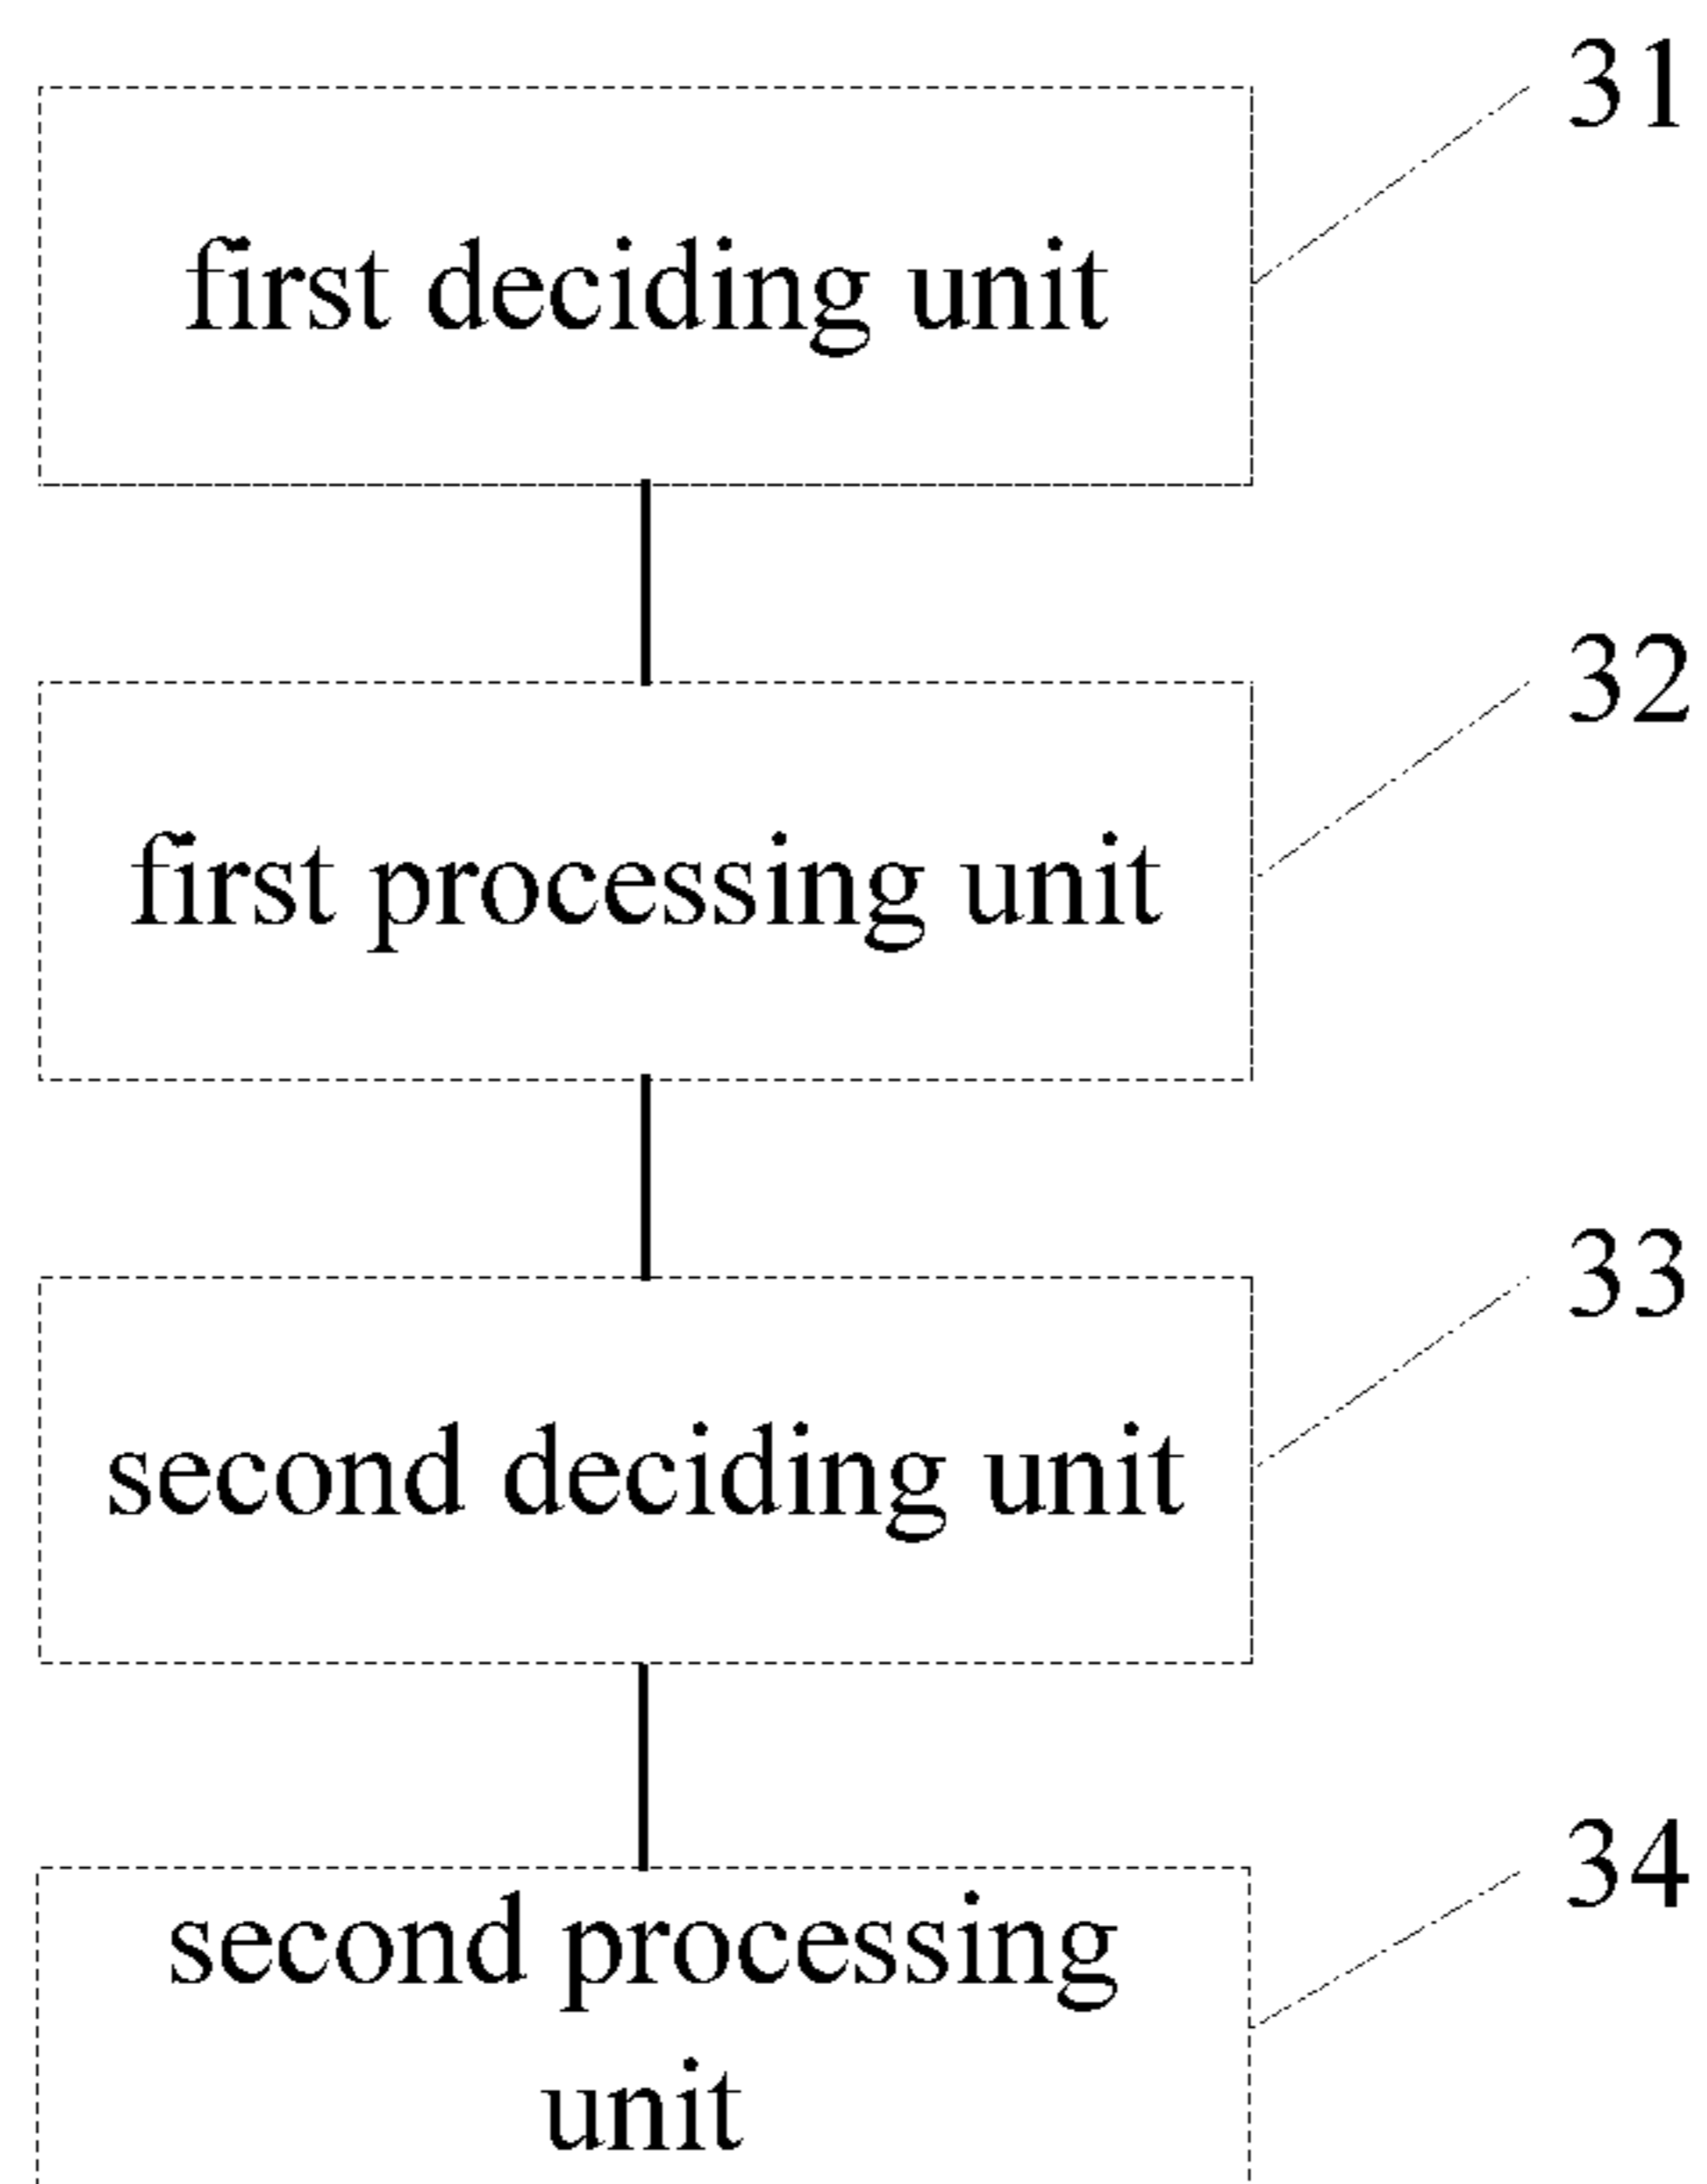 31
first deciding unit
32
first processing unit
33
second deciding unit
34
second processing
unit